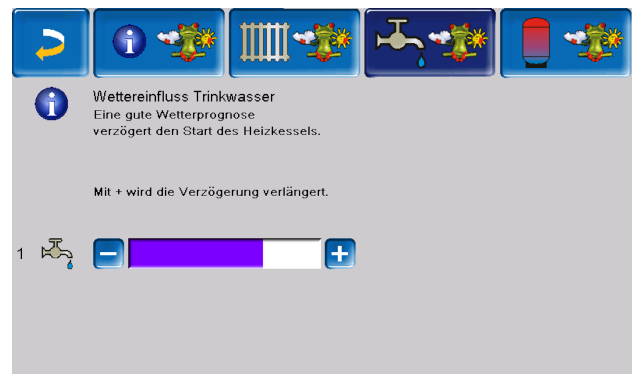 Wettereinfluss Trinkwasser
Eine gute Wetterprognose
verzögert den Start des Heizkessels.
Mit + wird die Verzögerung verlängert.
1